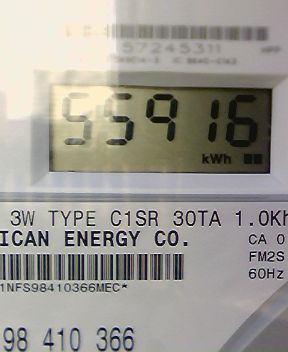 57245311
55916
kWh
3W TYPE C1SR 30TA 1.0Kh
ICAN ENERGY CO.
CA 0
FM2S
60Hz
1NFS98410366MEC*
98 410 366